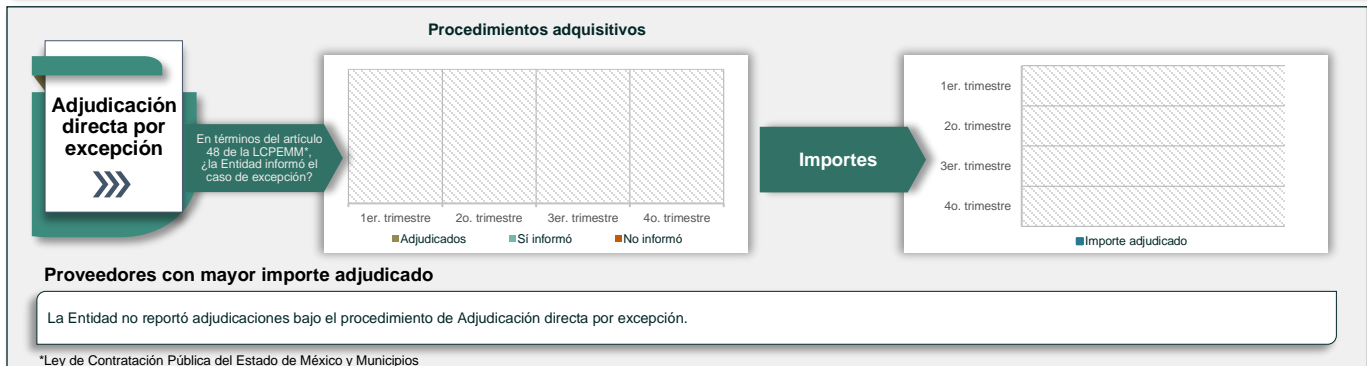 Procedimientos adquisitivos
Adjudicación
directa por
excepción
En términos del artículo
48 de la LCPEMM*,
¿la Entidad informó el
caso de excepción?
1er. trimestre 2o. trimestre 3er. trimestre 4o. trimestre
Adjudicados Sí informó No informó
Importes
1er. trimestre
2o. trimestre
3er. trimestre
4o. trimestre
Importe adjudicado
Proveedores con mayor importe adjudicado
La Entidad no reportó adjudicaciones bajo el procedimiento de Adjudicación directa por excepción.
*Ley de Contratación Pública del Estado de México y Municipios